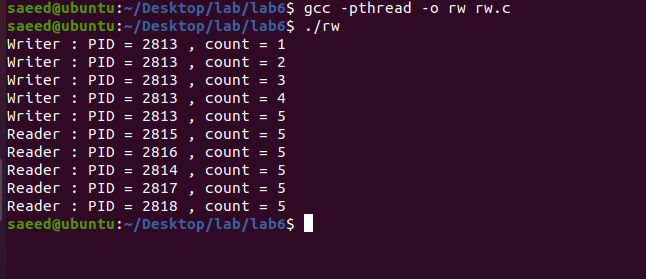 saeed@ubuntu:~/Desktop/lab/lab6$ gcc -pthread -o rw rw.c
saeed@ubuntu:~/Desktop/lab/lab6$ ./rw
Writer : PID = 2813 , count = 1
Writer : PID = 2813 , count = 2
Writer : PID = 2813 , count = 3
Writer : PID = 2813 , count = 4
Writer : PID = 2813 , count = 5
Reader : PID = 2815 , count = 5
Reader : PID = 2816 , count = 5
Reader : PID = 2814 , count = 5
Reader : PID = 2817 , count = 5
Reader : PID = 2818 , count = 5
saeed@ubuntu:~/Desktop/lab/lab6$